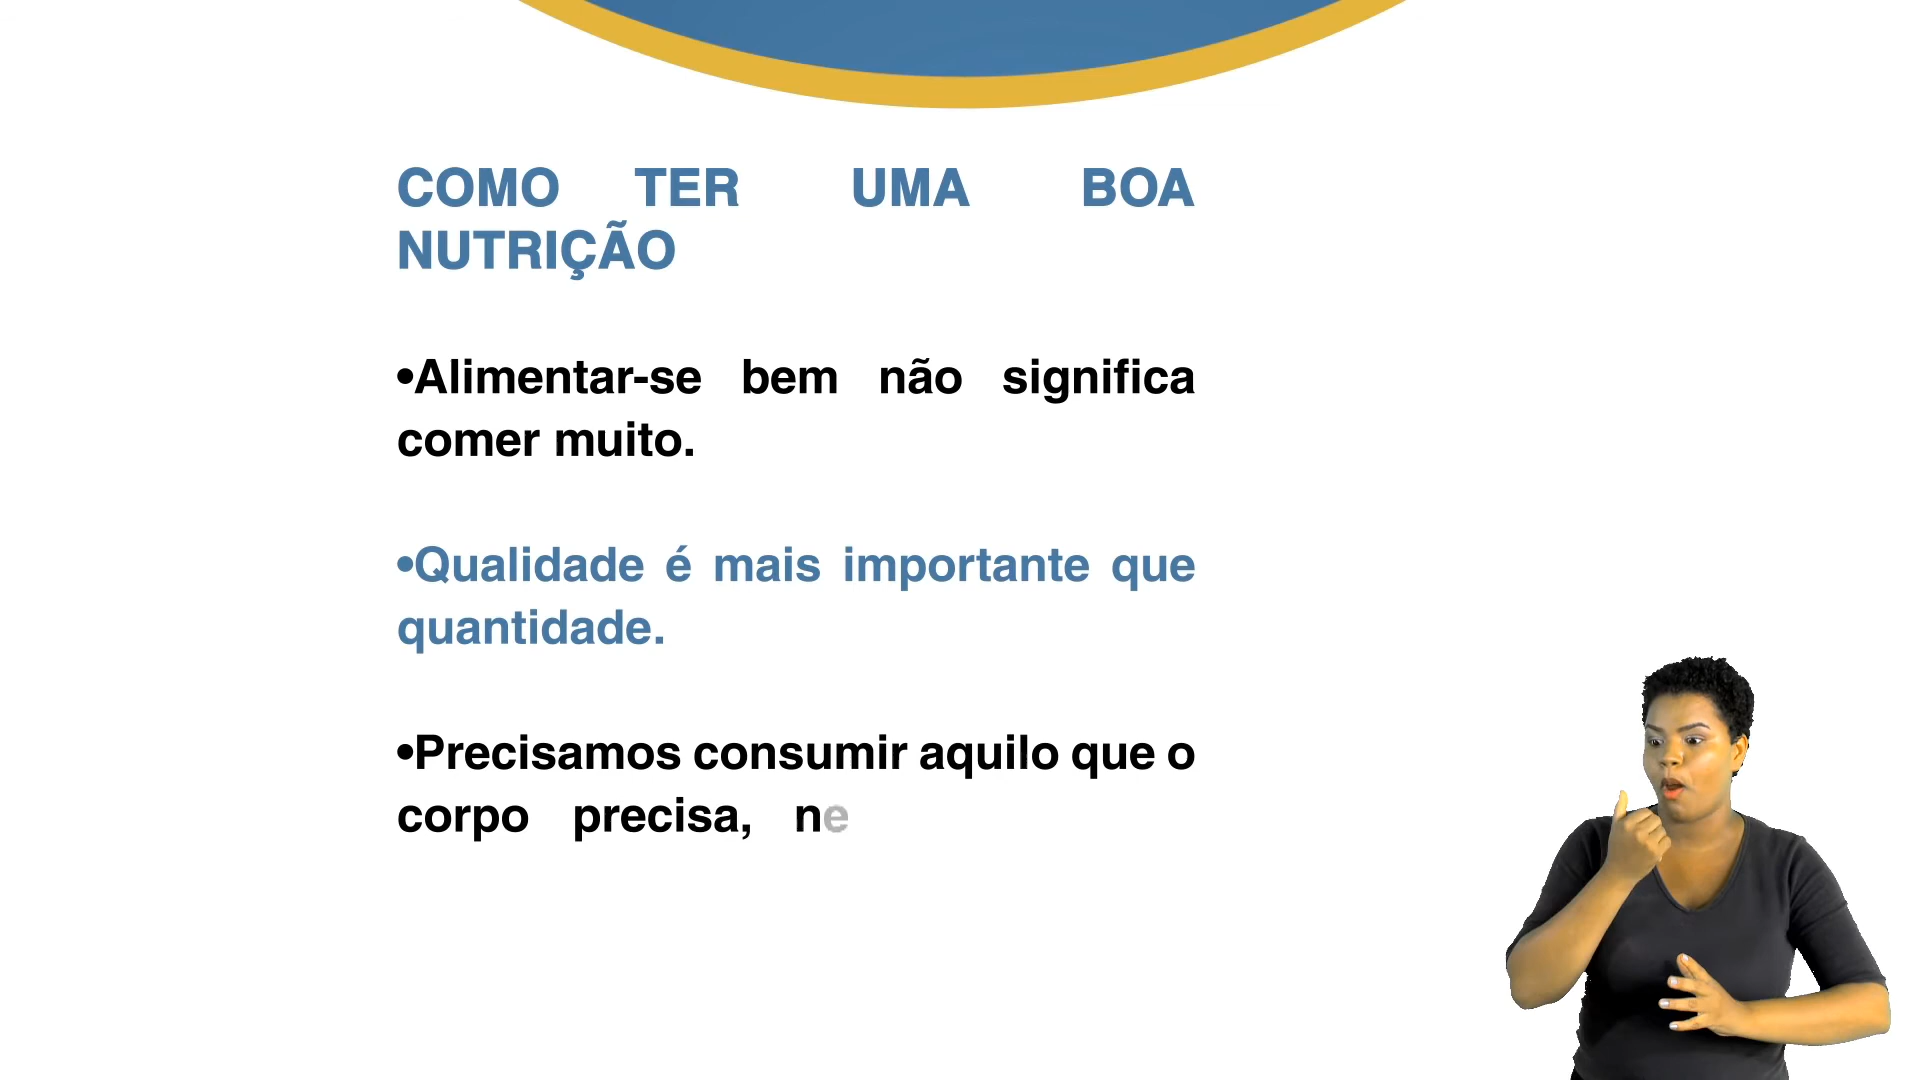 COMO TER UMA BOA
NUTRIÇÃO
•Alimentar-se bem não significa
comer muito.
•Qualidade é mais importante que
quantidade.
•Precisamos consumir aquilo que o
corpo precisa, ne